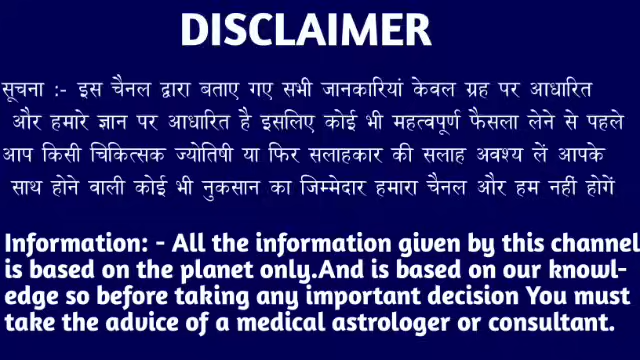 DISCLAIMER
सूचना :- इस चैनल द्वारा बताए गए सभी जानकारियां केवल ग्रह पर आधारित
और हमारे ज्ञान पर आधारित है इसलिए कोई भी महत्वपूर्ण फैसला लेने से पहले
आप किसी चिकित्सक ज्योतिषी या फिर सलाहकार की सलाह अवश्य लें आपके
साथ होने वाली कोई भी नुकसान का जिम्मेदार हमारा चैनल और हम नहीं होगें
Information: - All the information given by this channel
is based on the planet only.And is based on our knowl-
edge so before taking any important decision You must
take the advice of a medical astrologer or consultant.